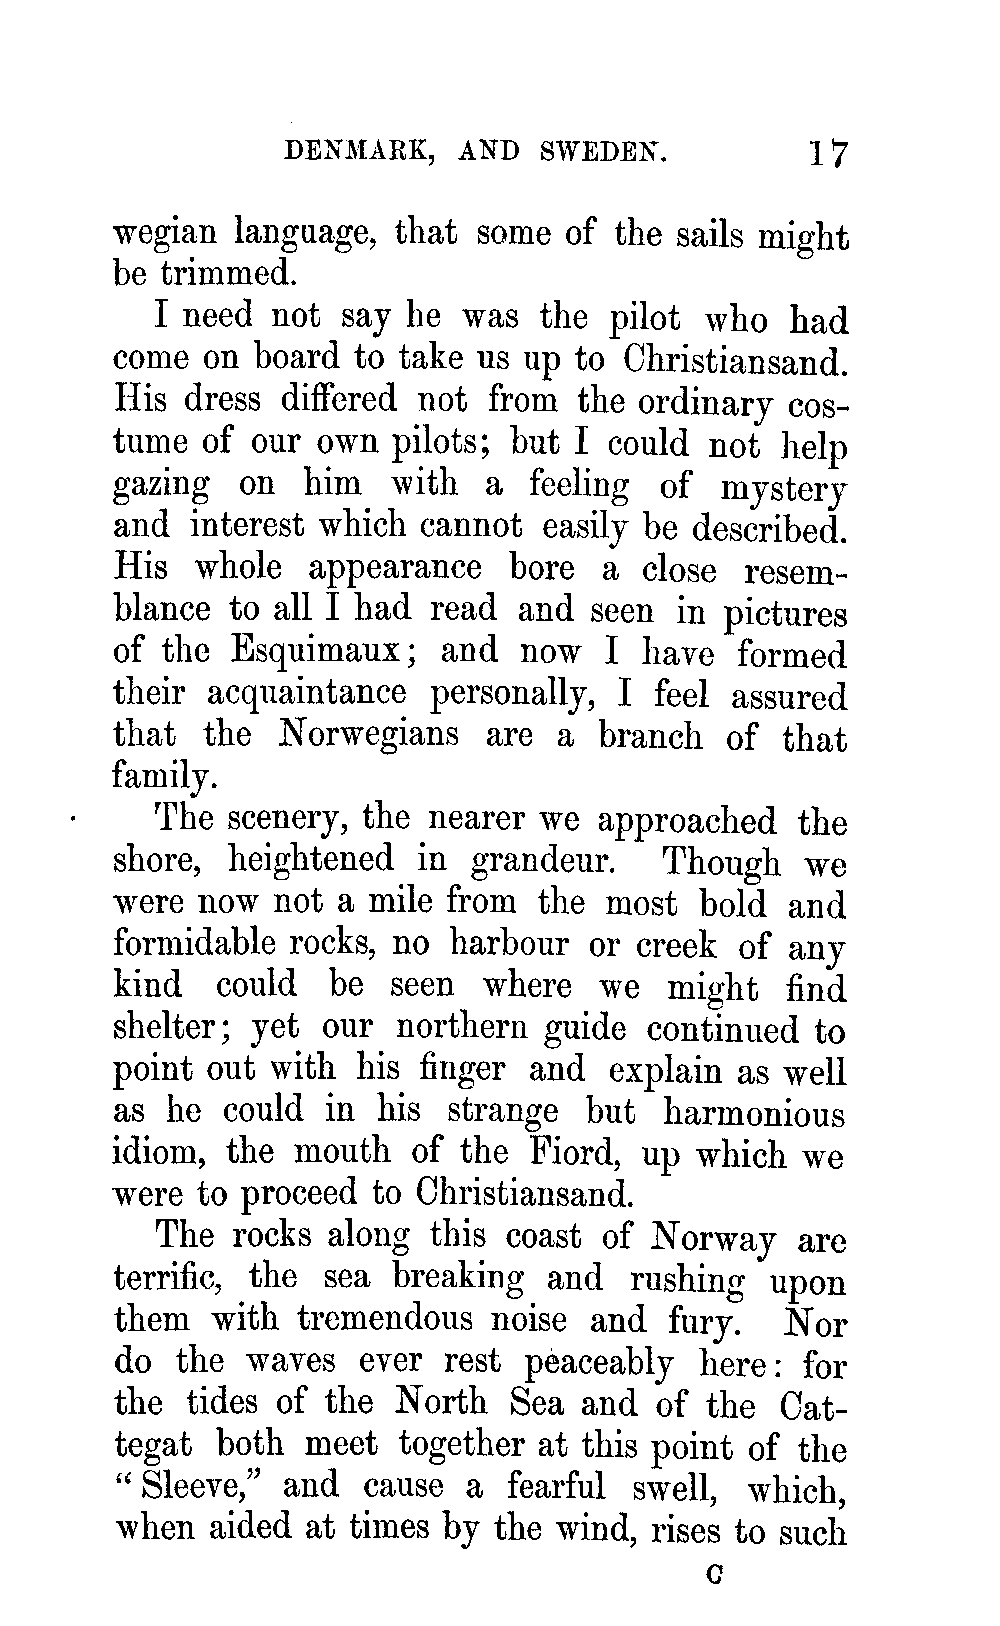 DENMARK, AND SWEDEN. 17
wegian language, that some of the sails might
be trimmed.
I need not say he was the pilot who had
come on board to take us up to Christiansand.
His dress differed not from the ordinary cos-
tume of our own pilots; but I could not help
gazing on him with a feeling of mystery
and interest which cannot easily be described.
His whole appearance bore a close resem-
blance to all I had read and seen in pictures
of the Esquimaux; and now I have formed
their acquaintance personally, I feel assured
that the Norwegians are a branch of that
family.
The scenery, the nearer we approached the
shore, heightened in grandeur. Though we
were now not a mile from the most bold and
formidable rocks, no harbour or creek of any
kind could be seen where we might find
shelter; yet our northern guide continued to
point out with his finger and explain as well
as he could in his strange but harmonious
idiom, the mouth of the Fiord, up which we
were to proceed to Christiansand.
The rocks along this coast of Norway are
terrific, the sea breaking and rushing upon
them with tremendous noise and fury. Nor
do the waves ever rest peaceably here: for
the tides of the North Sea and of the Cat-
tegat both meet together at this point of the
“Sleeve,” and cause a fearful swell, which,
when aided at times by the wind, rises to such
C